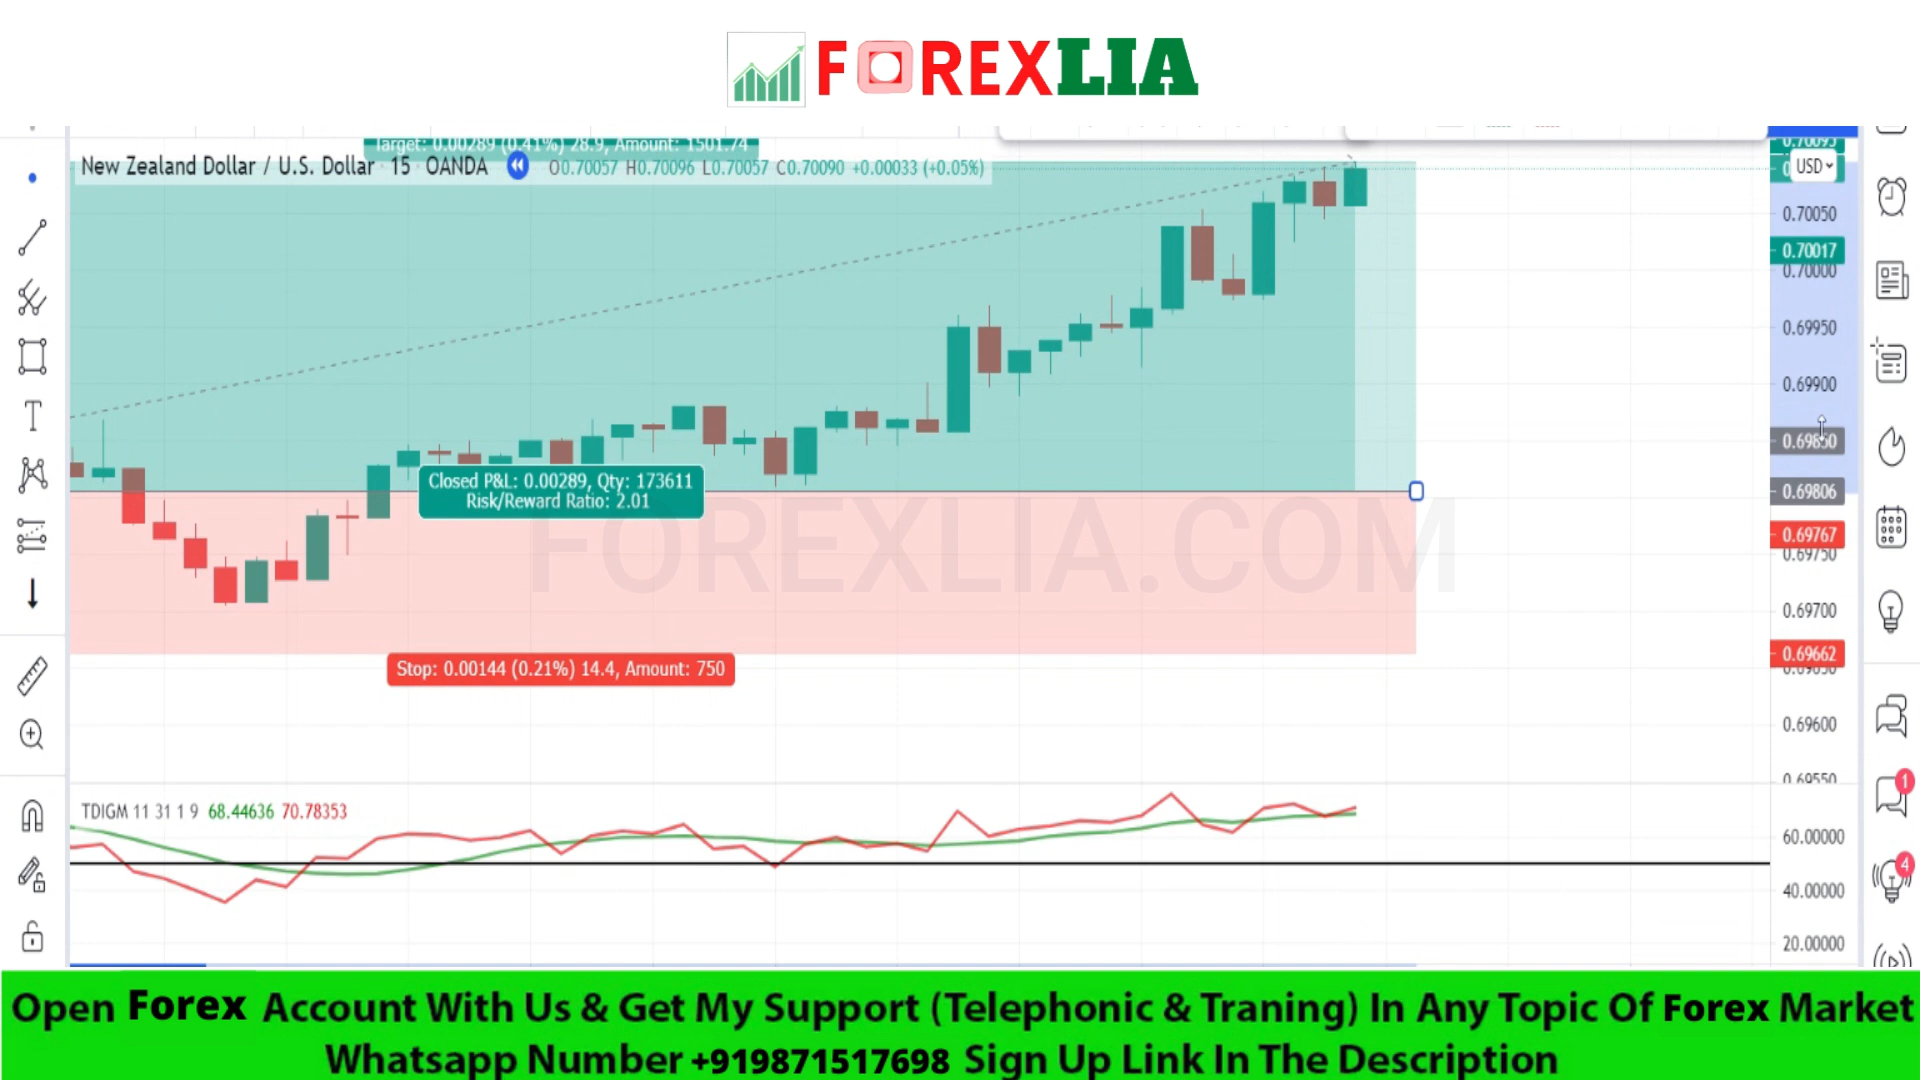 FOREXLIA
Target: 0.00289 (0.41%) 28.9, Amount: 1501.74
New Zealand Dollar / U.S. Dollar · 15 · OANDA O0.70057 H0.70096 L0.70057 C0.70090 +0.00033 (+0.05%)
0.70095
USD
0.70050
0.70017
0.70000
0.69950
0.69900
0.69850
Closed P&L: 0.00289, Qty: 173611
Risk/Reward Ratio: 2.01
0.69806
FOREXLIA.COM
0.69767
0.69750
0.69700
Stop: 0.00144 (0.21%) 14.4, Amount: 750
0.69662
0.69650
0.69600
0.69550
TDIGM 11 31 1 9 68.44636 70.78353
1
60.00000
4
40.00000
20.00000
Open Forex Account With Us & Get My Support (Telephonic & Traning) In Any Topic Of Forex Market
Whatsapp Number +919871517698 Sign Up Link In The Description